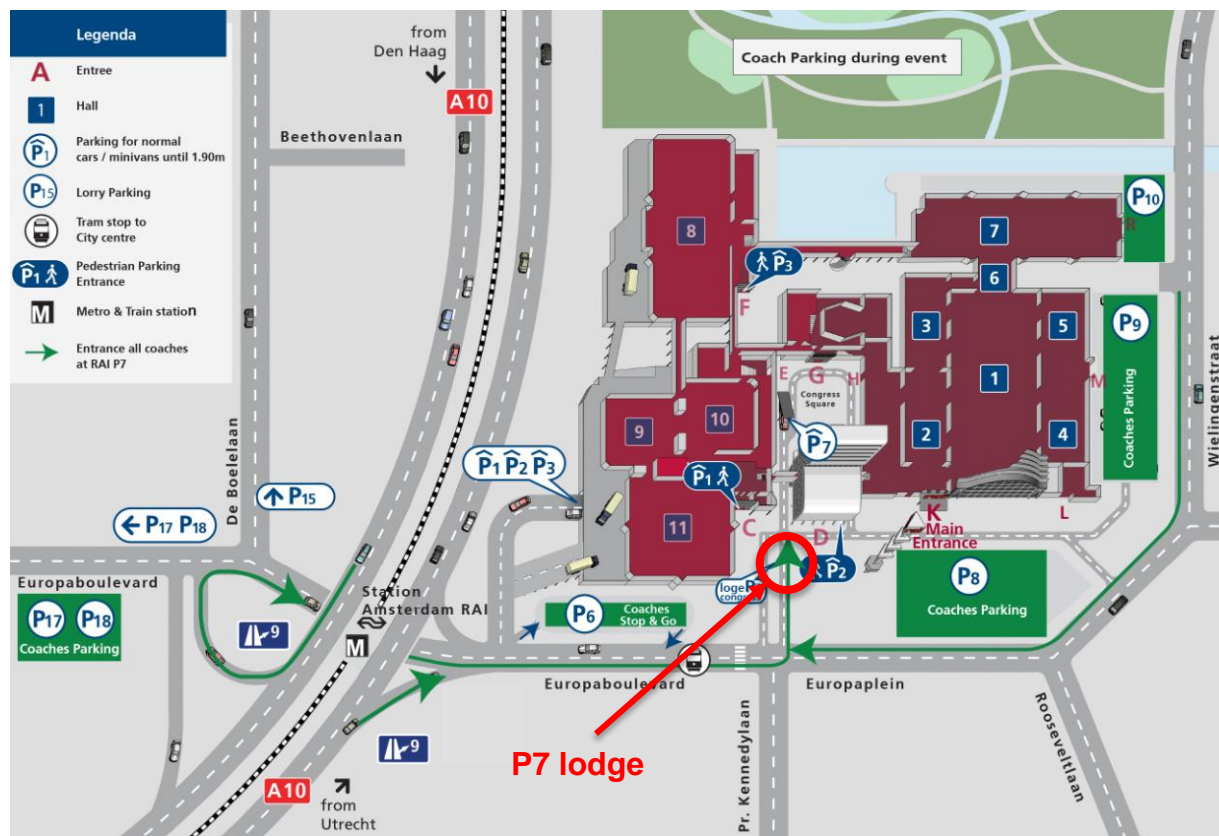 Legenda
A Entree
1 Hall
P1 Parking for normal
cars / minivans until 1.90m
P15 Lorry Parking
Tram stop to
City centre
P1 Pedestrian Parking
Entrance
M Metro & Train station
Entrance all coaches
at RAI P7
from
Den Haag
A10
Beethovenlaan
Coach Parking during event
8
7
P10
R
6
P3
F
3
5
P9
Coaches Parking
Wielingenstraat
E
G
H
Congress
Square
1
M
10
9
P7
2
4
P1 P2 P3
P1
De Boelelaan
P15
P17 P18
11
C
D
K
Main
Entrance
L
P2
loge
P8
Coaches Parking
Europaboulevard
P17 P18
Coaches Parking
Station
Amsterdam RAI
M
9
P6
Coaches
Stop & Go
Europaboulevard
Europaplein
9
P7 lodge
Pr. Kennedylaan
Rooseveltlaan
A10
from
Utrecht